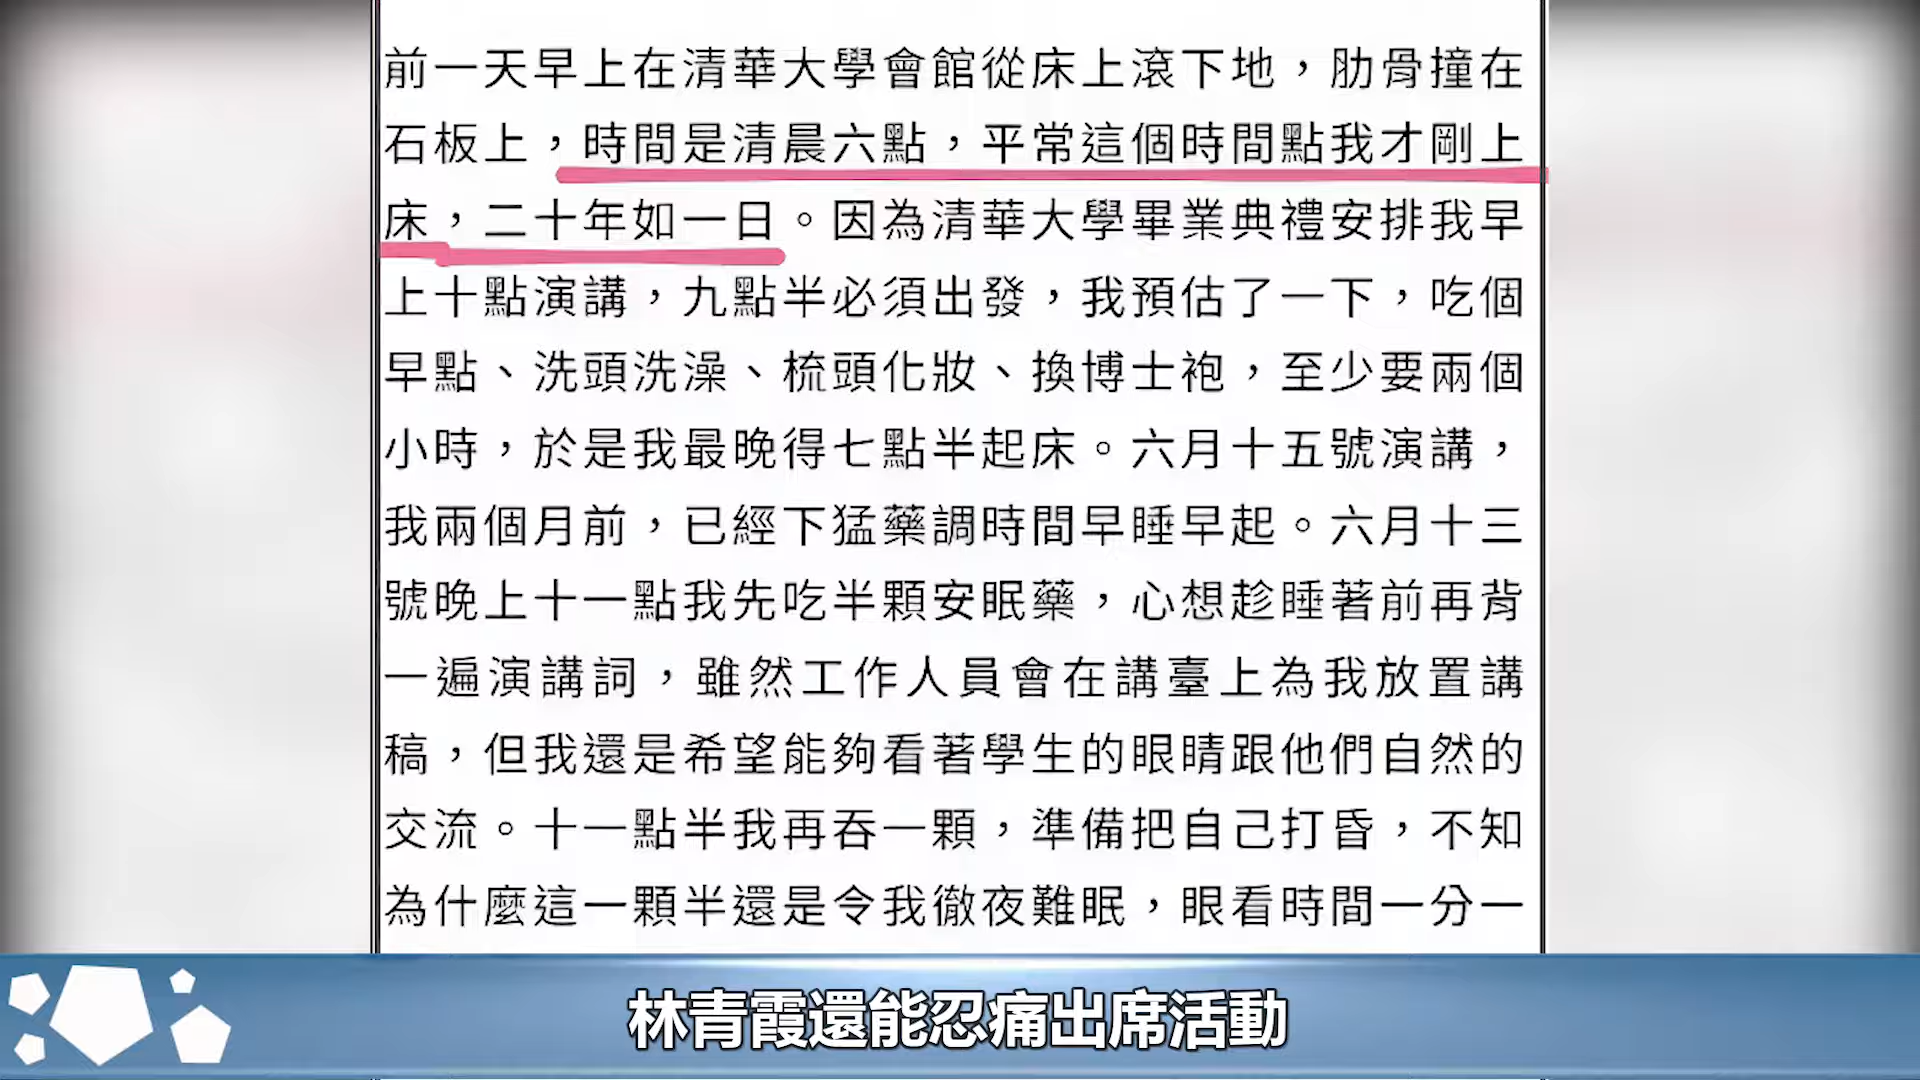 前一天早上在清華大學會館從床上滾下地，肋骨撞在
石板上，時間是清晨六點，平常這個時間點我才剛上
床，二十年如一日。因為清華大學畢業典禮安排我早
上十點演講，九點半必須出發，我預估了一下，吃個
早點、洗頭洗澡、梳頭化妝、換博士袍，至少要兩個
小時，於是我最晚得七點半起床。六月十五號演講，
我兩個月前，已經下猛藥調時間早睡早起。六月十三
號晚上十一點我先吃半顆安眠藥，心想趁睡著前再背
一遍演講詞，雖然工作人員會在講臺上為我放置講
稿，但我還是希望能夠看著學生的眼睛跟他們自然的
交流。十一點半我再吞一顆，準備把自己打昏，不知
為什麼這一顆半還是令我徹夜難眠，眼看時間一分一
林青霞還能忍痛出席活動